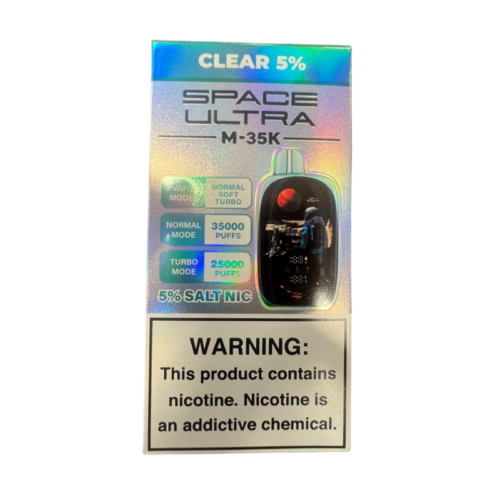 CLEAR 5%
SPACE
ULTRA
M-35K
VAPING
MODE
NORMAL
SOFT
TURBO
NORMAL
MODE
35000
PUFFS
TURBO
MODE
25000
PUFFS
5% SALT NIC
WARNING:
This product contains
nicotine. Nicotine is
an addictive chemical.